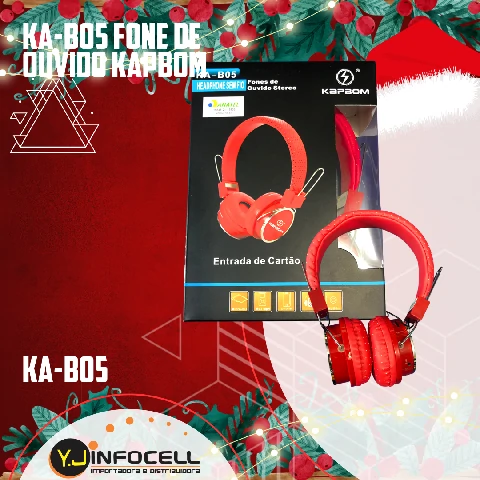 KA-B05 FONE DE
OUVIDO KAPBOM
KA-B05
HEADPHONE SEM FIO
Fones de
Ouvido Stereo
KAPBOM
Entrada de Cartão
KA-B05
Y.J INFOCELL
importadora e distribuidora